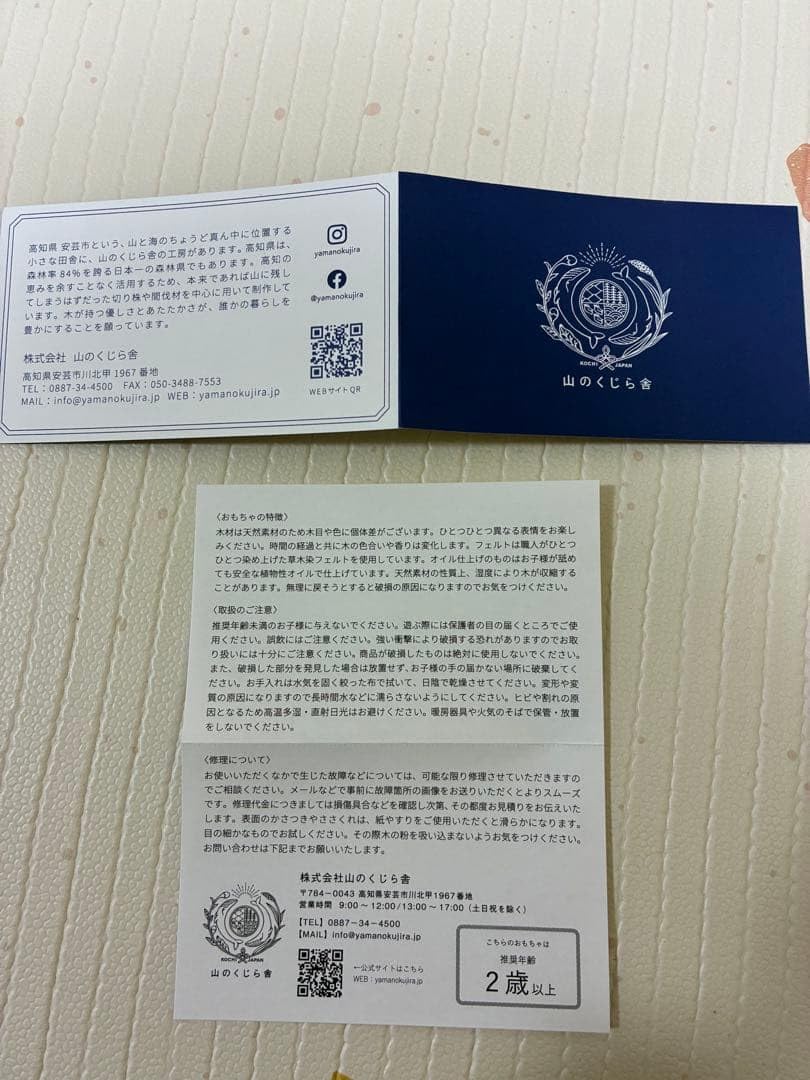 高知県 安芸市という、山と海のちょうど真ん中に位置する
小さな田舎に、山のくじら舎の工房があります。高知県は、
森林率84%を誇る日本一の森林県でもあります。高知の
恵みを余すことなく活用するため、本来であれば山に残し
てしまうはずだった切り株や間伐材を中心に用いて制作して
います。木が持つ優しさとあたたかさが、誰かの暮らしを
豊かにすることを願っています。
株式会社 山のくじら舎
高知県安芸市川北甲1967番地
TEL：0887-34-4500 FAX：050-3488-7553
MAIL：info@yamanokujira.jp WEB：yamanokujira.jp
yamanokujira
@yamanokujira
WEBサイトQR
KOCHI JAPAN
山のくじら舎
〈おもちゃの特徴〉
木材は天然素材のため木目や色に個体差がございます。ひとつひとつ異なる表情をお楽し
みください。時間の経過と共に木の色合いや香りは変化します。フェルトは職人がひとつ
ひとつ染め上げた草木染フェルトを使用しています。オイル仕上げのものはお子様が舐め
ても安全な植物性オイルで仕上げています。天然素材の性質上、湿度により木が収縮する
ことがあります。無理に戻そうとすると破損の原因になりますのでお気をつけください。
〈取扱のご注意〉
推奨年齢未満のお子様に与えないでください。遊ぶ際には保護者の目の届くところでご使
用ください。誤飲にはご注意ください。強い衝撃により破損する恐れがありますのでお取
り扱いには十分にご注意ください。商品が破損したものは絶対に使用しないでください。
また、破損した部分を発見した場合は放置せず、お子様の手の届かない場所に破棄してく
ださい。お手入れは水気を固く絞った布で拭いて、日陰で乾燥させてください。変形や変
質の原因になりますので長時間水などに濡らさないようにしてください。ヒビや割れの原
因となるため高温多湿・直射日光はお避けください。暖房器具や火気のそばで保管・放置
をしないでください。
〈修理について〉
お使いいただくなかで生じた故障などについては、可能な限り修理させていただきますの
でご相談ください。メールなどで事前に故障箇所の画像をお送りいただくとよりスムーズ
です。修理代金につきましては損傷具合などを確認し次第、その都度お見積りをお伝えいた
します。表面のかさつきやささくれは、紙やすりをご使用いただくと滑らかになります。
目の細かなものでお試しください。その際木の粉を吸い込まないようお気をつけください。
お問い合わせは下記までお願いいたします。
株式会社山のくじら舎
〒784-0043 高知県安芸市川北甲1967番地
営業時間 9:00～12:00/13:00～17:00（土日祝を除く）
【TEL】0887-34-4500
【MAIL】info@yamanokujira.jp
←公式サイトはこちら
WEB：yamanokujira.jp
KOCHI JAPAN
山のくじら舎
こちらのおもちゃは
推奨年齢
2歳以上